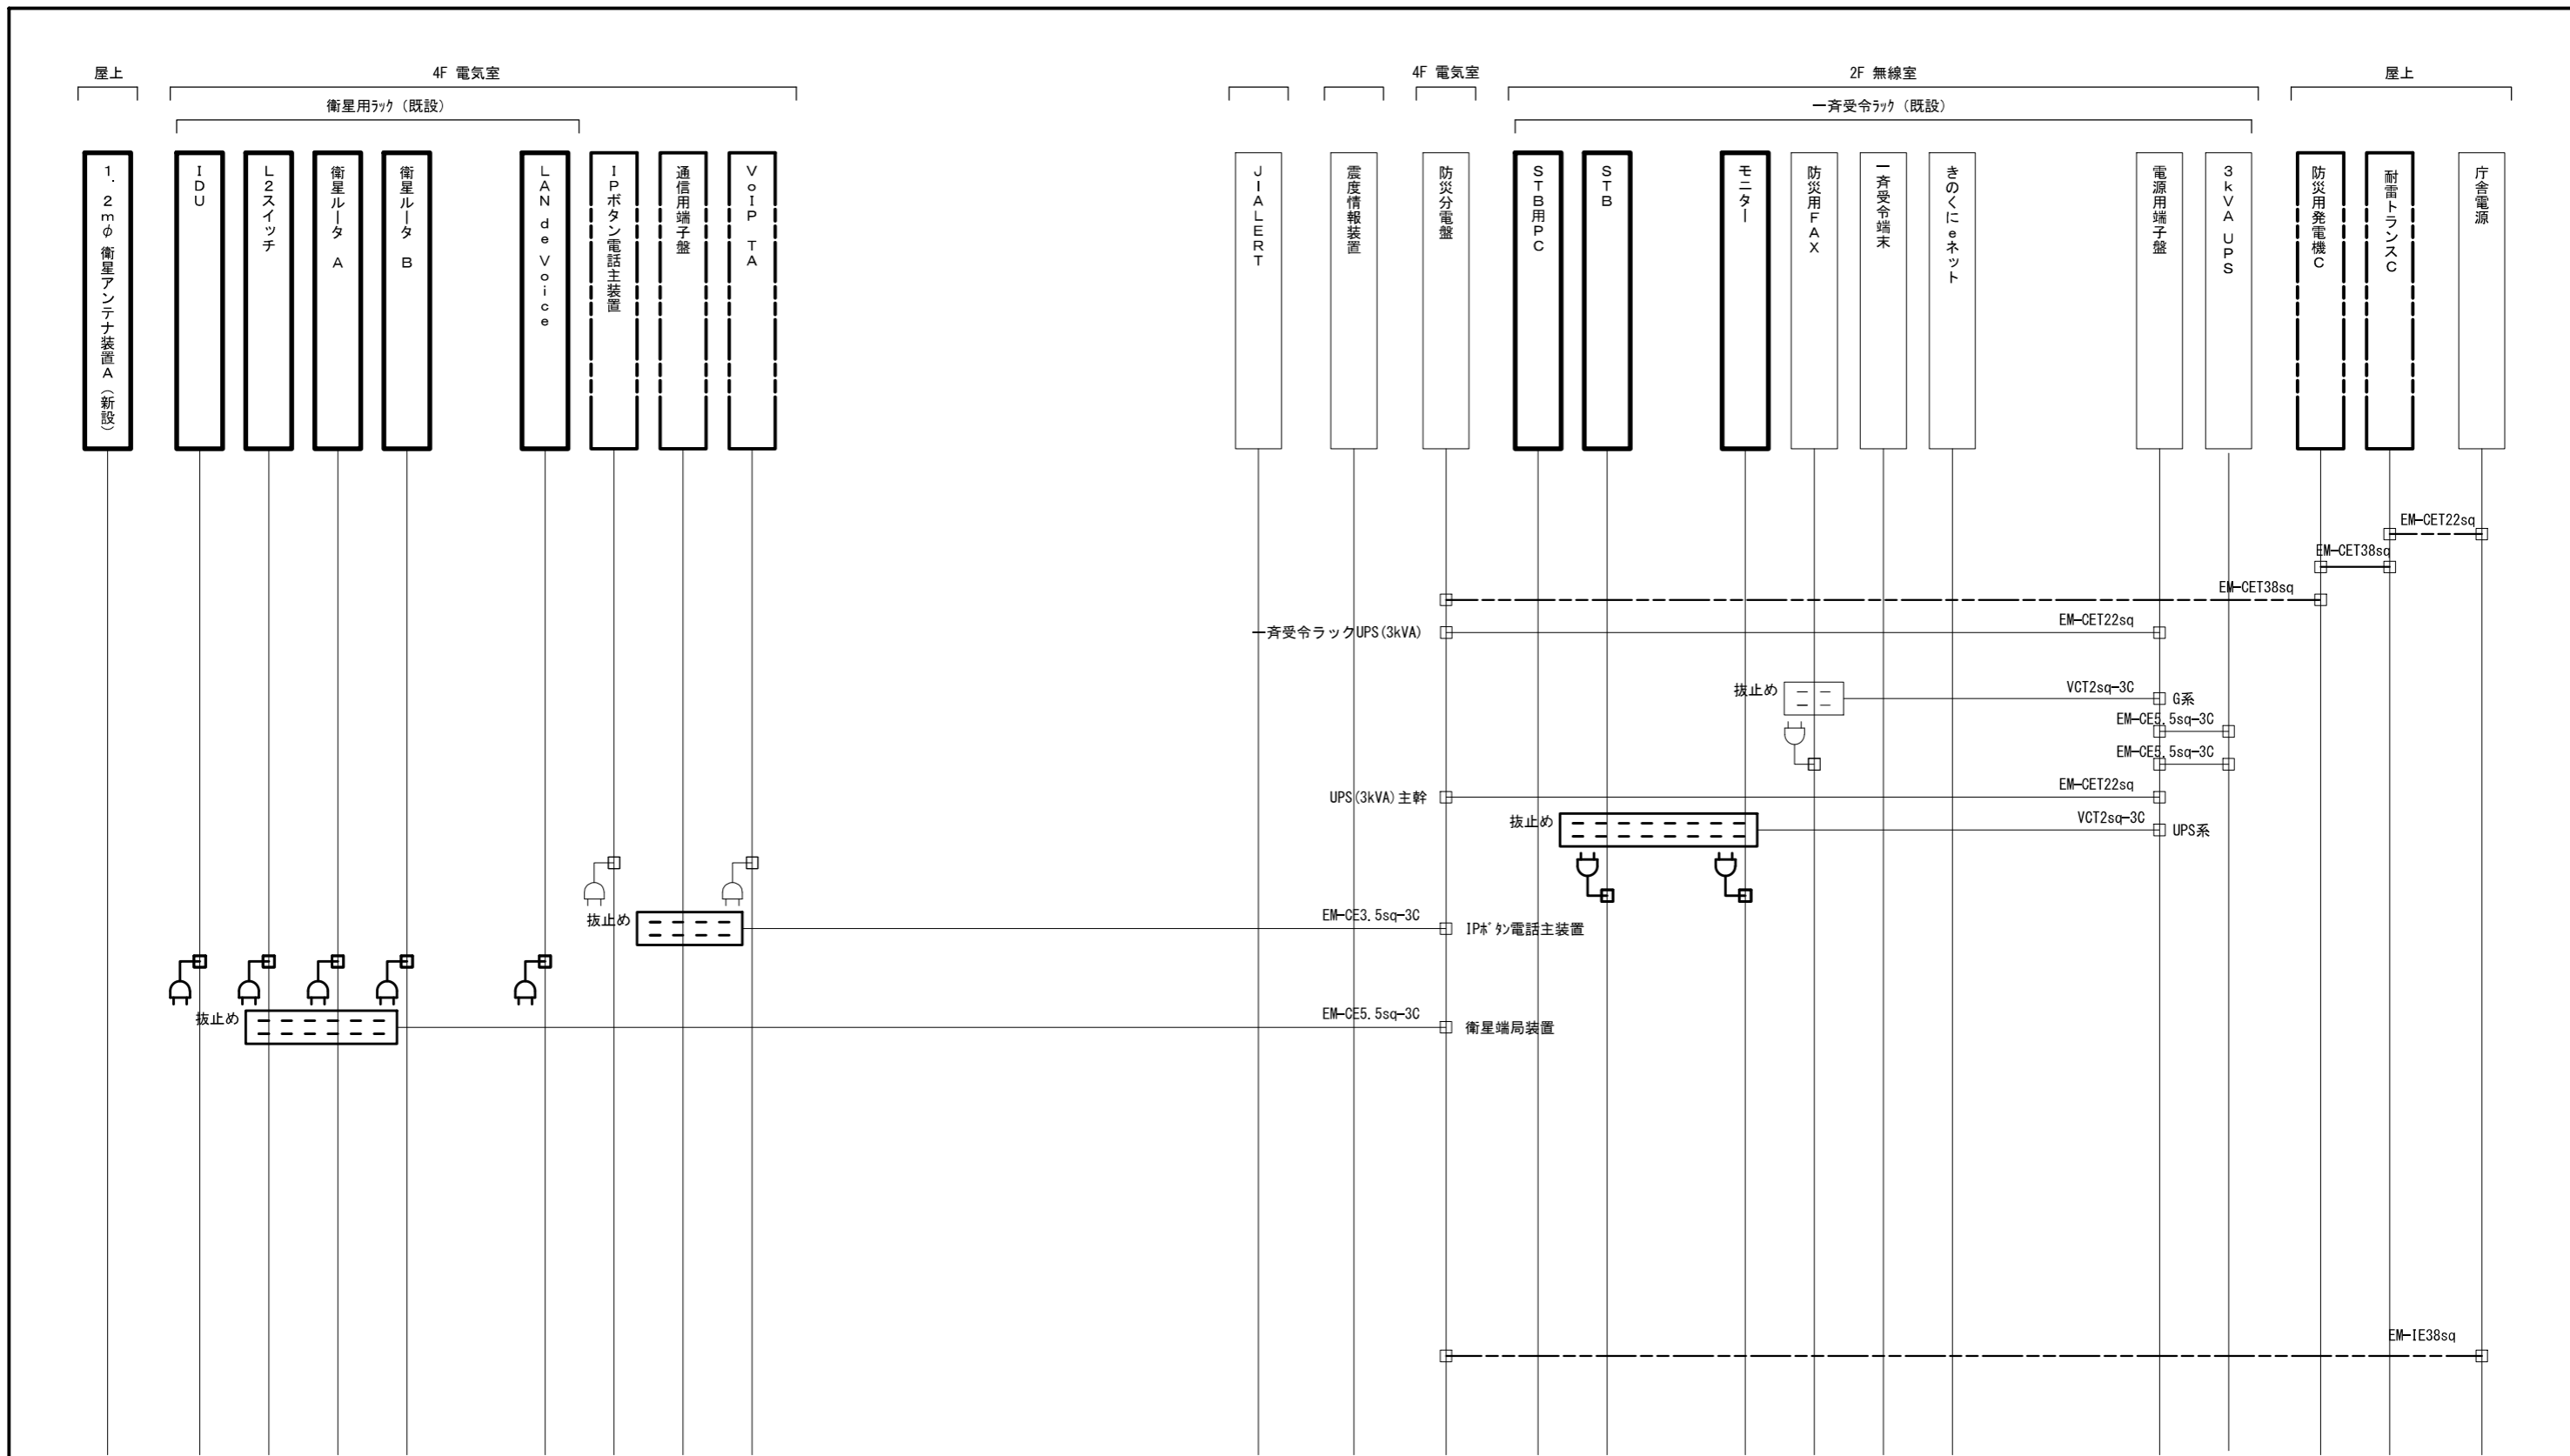 屋上
4F 電気室
4F 電気室
2F 無線室
屋上
衛星用ﾗｯｸ（既設）
一斉受令ﾗｯｸ（既設）
１．２ｍφ 衛星アンテナ装置Ａ（新設）
ＩＤＵ
Ｌ２スイッチ
衛星ルータ Ａ
衛星ルータ Ｂ
ＬＡＮ ｄｅ Ｖｏｉｃｅ
ＩＰボタン電話主装置
通信用端子盤
ＶｏＩＰ ＴＡ
ＪーＡＬＥＲＴ
震度情報装置
防災分電盤
ＳＴＢ用ＰＣ
ＳＴＢ
モニター
防災用ＦＡＸ
一斉受令端末
きのくにｅネット
電源用端子盤
３ｋＶＡ ＵＰＳ
防災用発電機Ｃ
耐雷トランスＣ
庁舎電源
EM-CET22sq
EM-CET38sq
EM-CET38sq
一斉受令ラックUPS(3kVA)
EM-CET22sq
抜止め
VCT2sq-3C
G系
EM-CE5.5sq-3C
EM-CE5.5sq-3C
UPS(3kVA)主幹
EM-CET22sq
抜止め
VCT2sq-3C
UPS系
抜止め
EM-CE3.5sq-3C
IPﾎﾞﾀﾝ電話主装置
抜止め
EM-CE5.5sq-3C
衛星端局装置
EM-IE38sq